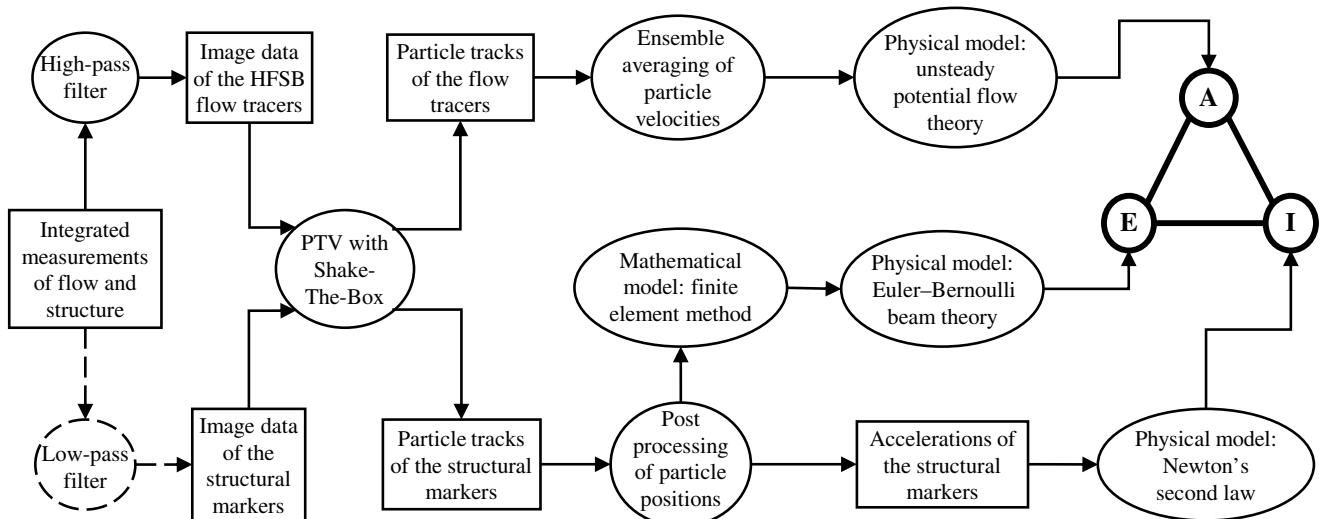 High-pass
filter
Image data
of the HFSB
flow tracers
Particle tracks
of the flow
tracers
Ensemble
averaging of
particle
velocities
Physical model:
unsteady
potential flow
theory
A
E
I
Integrated
measurements
of flow and
structure
PTV with
Shake-
The-Box
Mathematical
model: finite
element method
Physical model:
Euler–Bernoulli
beam theory
Low-pass
filter
Image data
of the
structural
markers
Particle tracks
of the structural
markers
Post
processing
of particle
positions
Accelerations of
the structural
markers
Physical model:
Newton's
second law